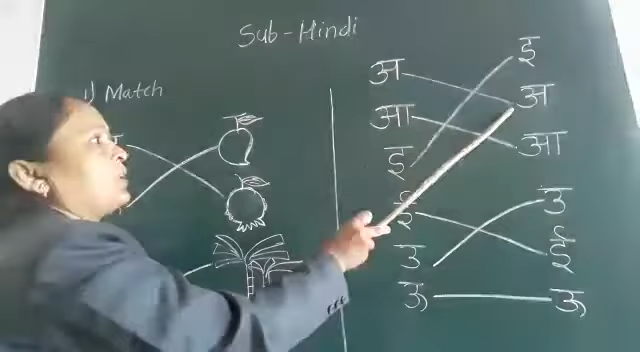 Sub-Hindi
1) Match
अ इ
आ अ
इ आ
ई उ
उ ई
ऊ ऊ